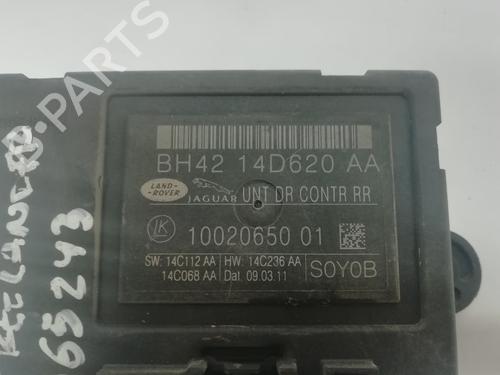 BH42 14D620 AA
LAND-
ROVER
JAGUAR UNT DR CONTR RR
LK 10020650 01
SW: 14C112 AA HW: 14C236 AA
14C068 AA Dat. 09.03.11
S0Y0B
65243
PARTS